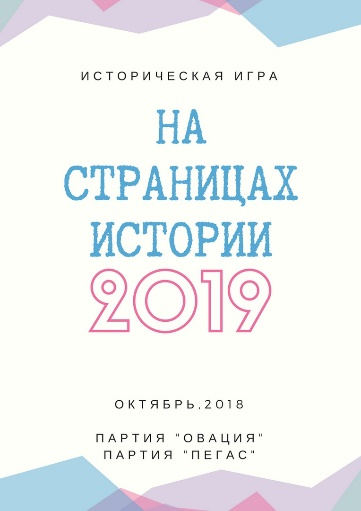 ИСТОРИЧЕСКАЯ ИГРА
НА
СТРАНИЦАХ
ИСТОРИИ
2019
ОКТЯБРЬ,2018
ПАРТИЯ "ОВАЦИЯ"
ПАРТИЯ "ПЕГАС"